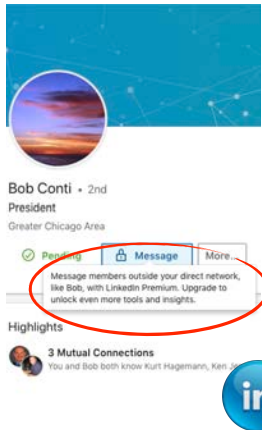 Bob Conti • 2nd
President
Greater Chicago Area
Pending Message More...
Message members outside your direct network,
like Bob, with LinkedIn Premium. Upgrade to
unlock even more tools and insights.
Highlights
3 Mutual Connections
You and Bob both know Kurt Hagemann, Ken
in